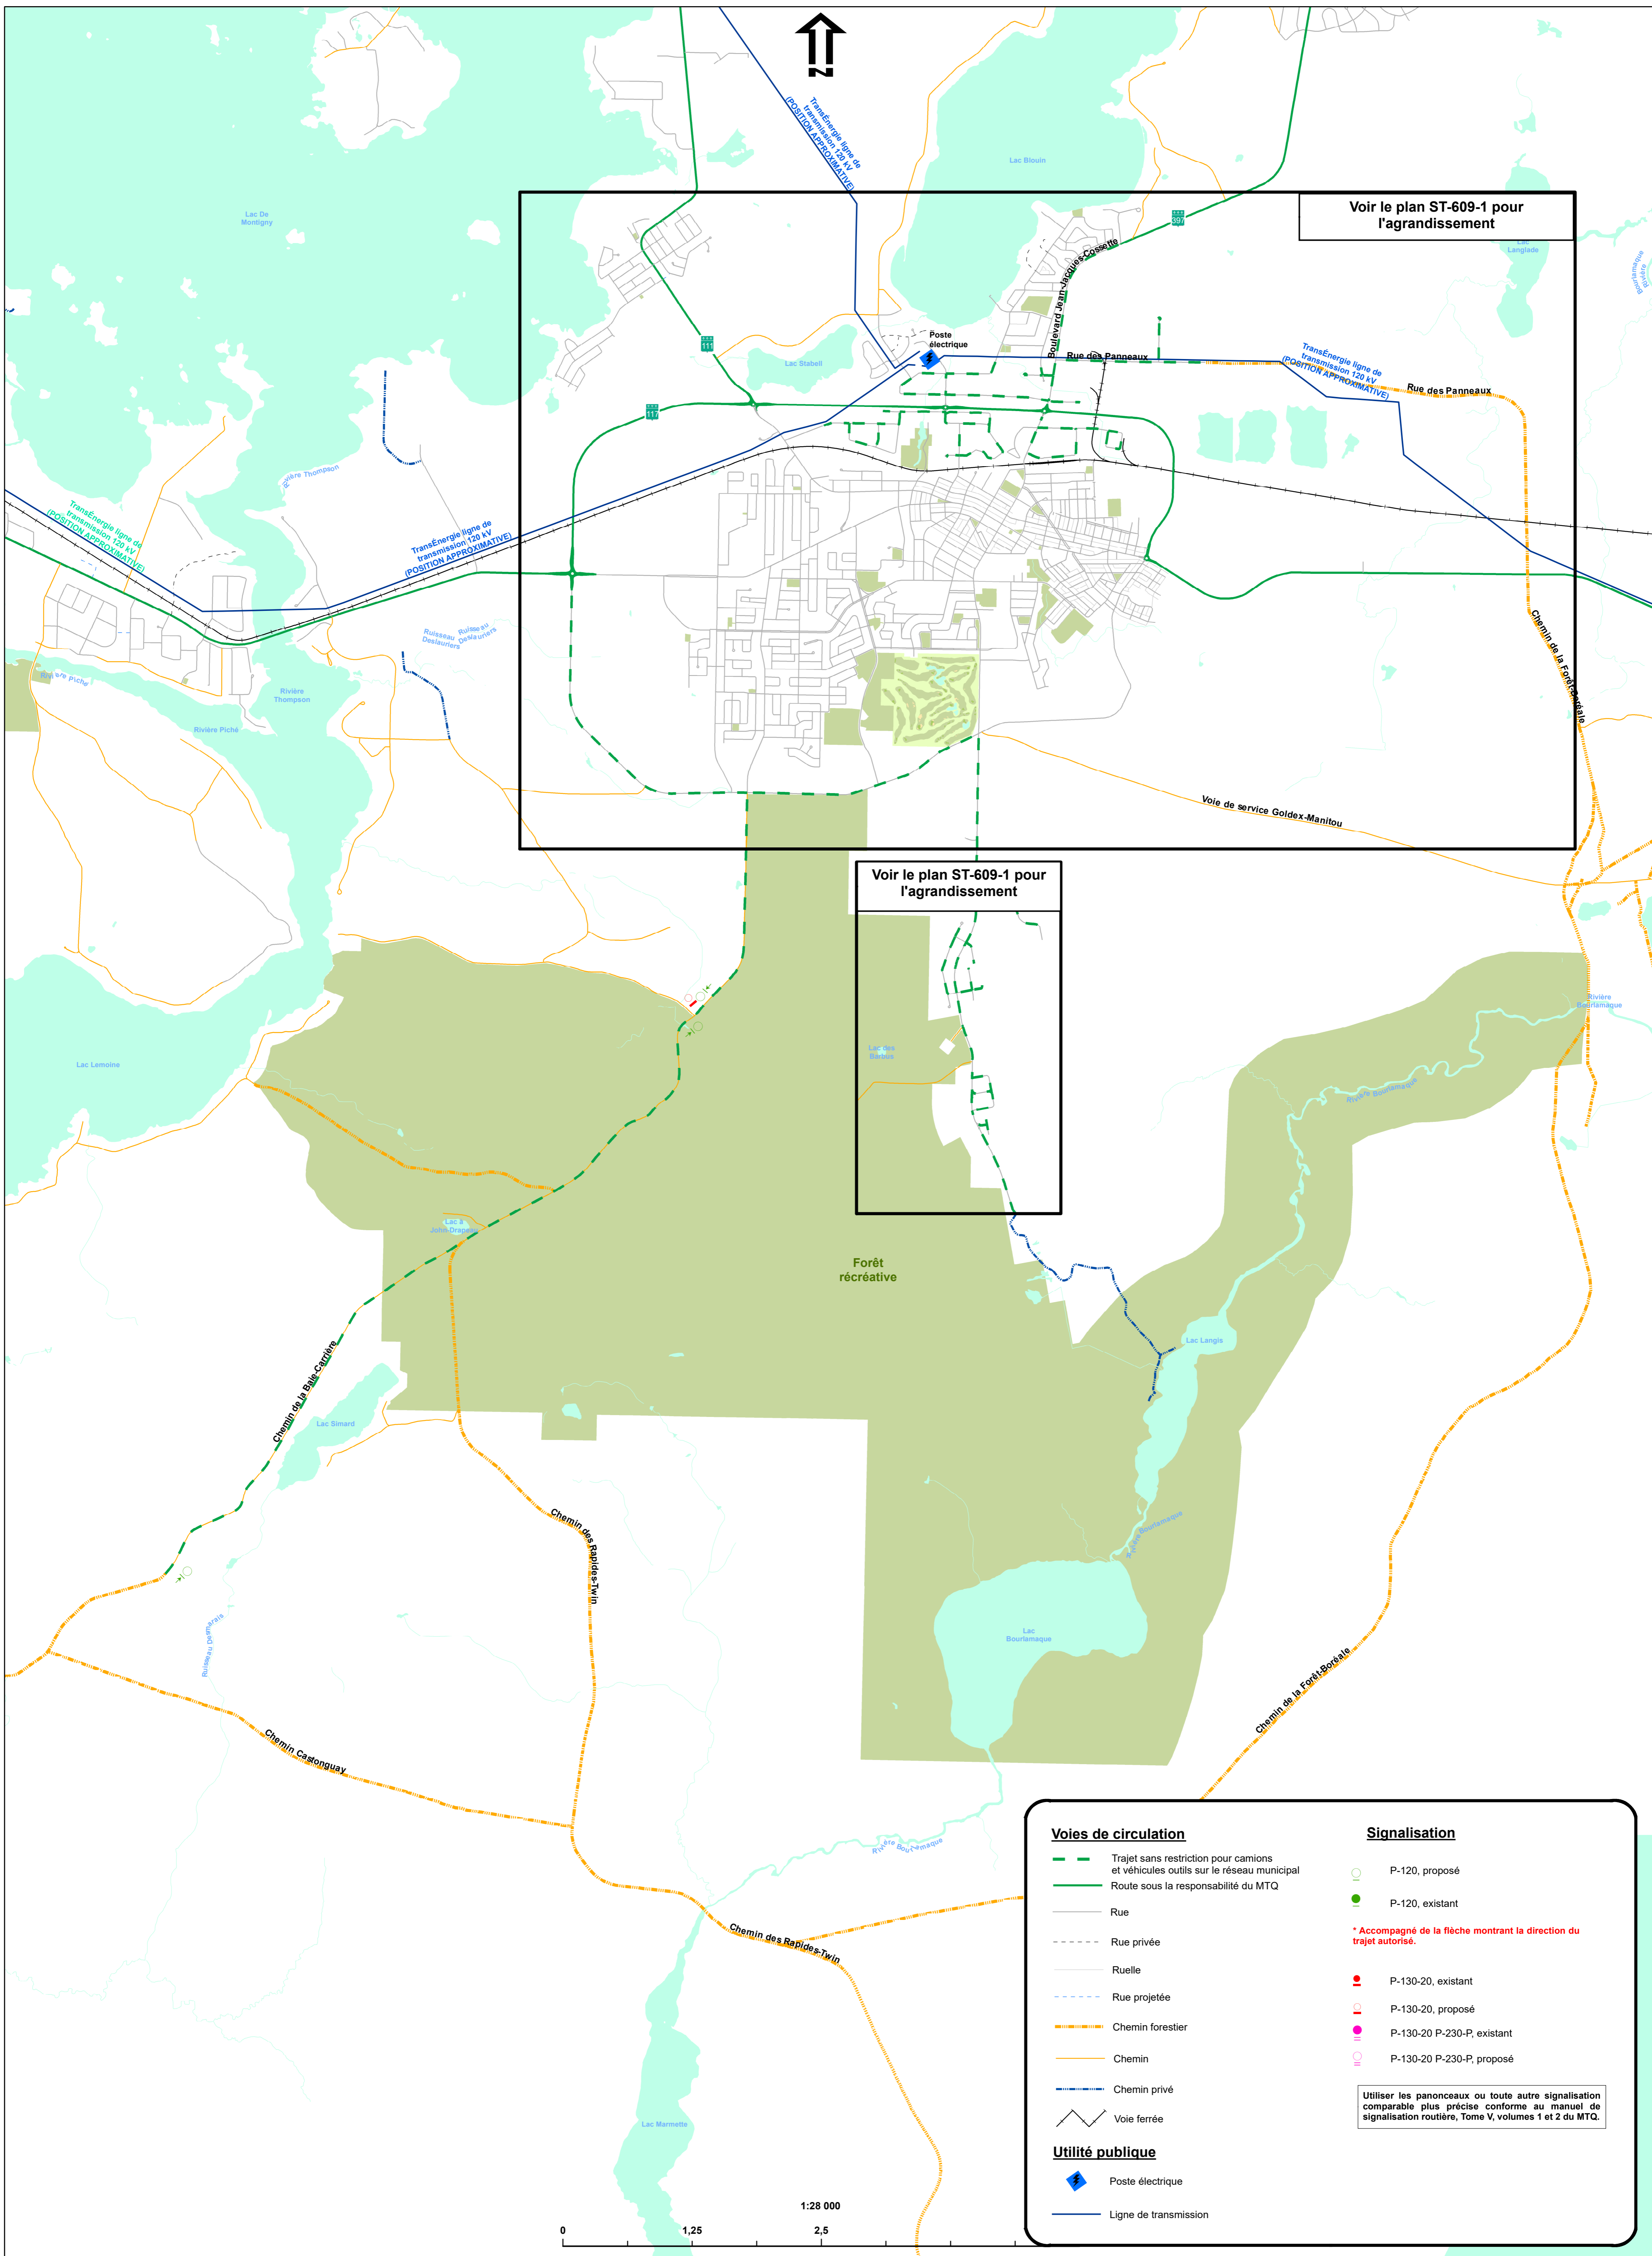 N
TransÉnergie ligne de
transmission 120 kV
(POSITION APPROXIMATIVE)
Lac Blouin
Lac De
Montigny
397
Voir le plan ST-609-1 pour
l'agrandissement
Lac
Langlade
Rivière
Bourlamaque
Boulevard Jean-Jacques-Cossette
111
Poste
électrique
Lac Stabell
Rue des Panneaux
TransÉnergie ligne de
transmission 120 kV
(POSITION APPROXIMATIVE)
Rue des Panneaux
117
Rivière Thompson
TransÉnergie ligne de
transmission 120 kV
(POSITION APPROXIMATIVE)
TransÉnergie ligne de
transmission 120 kV
(POSITION APPROXIMATIVE)
Ruisseau
Deslauriers
Ruisseau
Deslauriers
Chemin de la Forêt-Boréale
Rivière Piché
Rivière
Thompson
Rivière Piché
Voie de service Goldex-Manitou
Voir le plan ST-609-1 pour
l'agrandissement
Rivière
Bourlamaque
Lac des
Barbus
Lac Lemoine
Rivière Bourlamaque
Lac à
John-Drapeau
Forêt
récréative
Lac Langis
Chemin de la Baie-Carrière
Lac Simard
Chemin des Rapides-Twin
Rivière Bourlamaque
Ruisseau Desmarais
Lac
Bourlamaque
Chemin de la Forêt-Boréale
Chemin Castonguay
Rivière Bourlamaque
Chemin des Rapides-Twin
Lac Marmette
1:28 000
0
1,25
2,5
Voies de circulation
Trajet sans restriction pour camions
et véhicules outils sur le réseau municipal
Route sous la responsabilité du MTQ
Rue
Rue privée
Ruelle
Rue projetée
Chemin forestier
Chemin
Chemin privé
Voie ferrée
Utilité publique
Poste électrique
Ligne de transmission
Signalisation
P-120, proposé
P-120, existant
* Accompagné de la flèche montrant la direction du
trajet autorisé.
P-130-20, existant
P-130-20, proposé
P-130-20 P-230-P, existant
P-130-20 P-230-P, proposé
Utiliser les panonceaux ou toute autre signalisation
comparable plus précise conforme au manuel de
signalisation routière, Tome V, volumes 1 et 2 du MTQ.